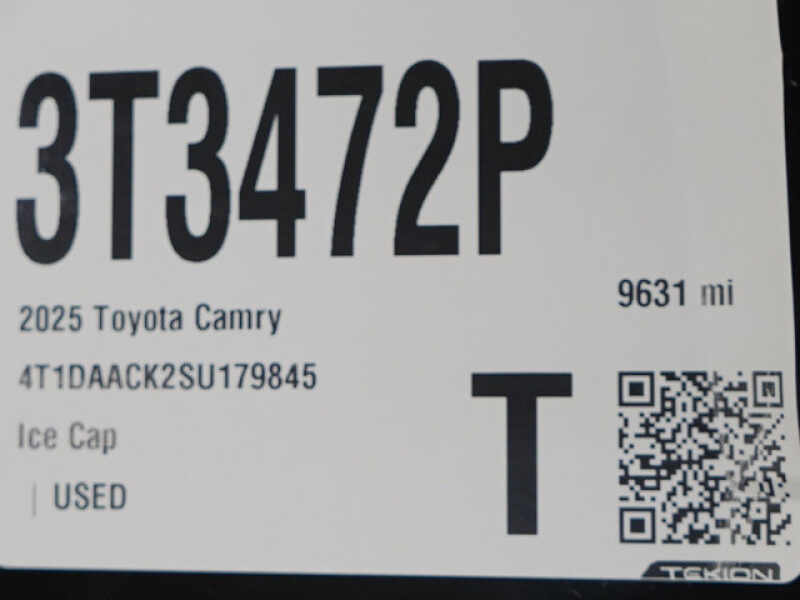 3T3472P
9631 mi
2025 Toyota Camry
4T1DAACK2SU179845
Ice Cap
| USED
T
TEKION